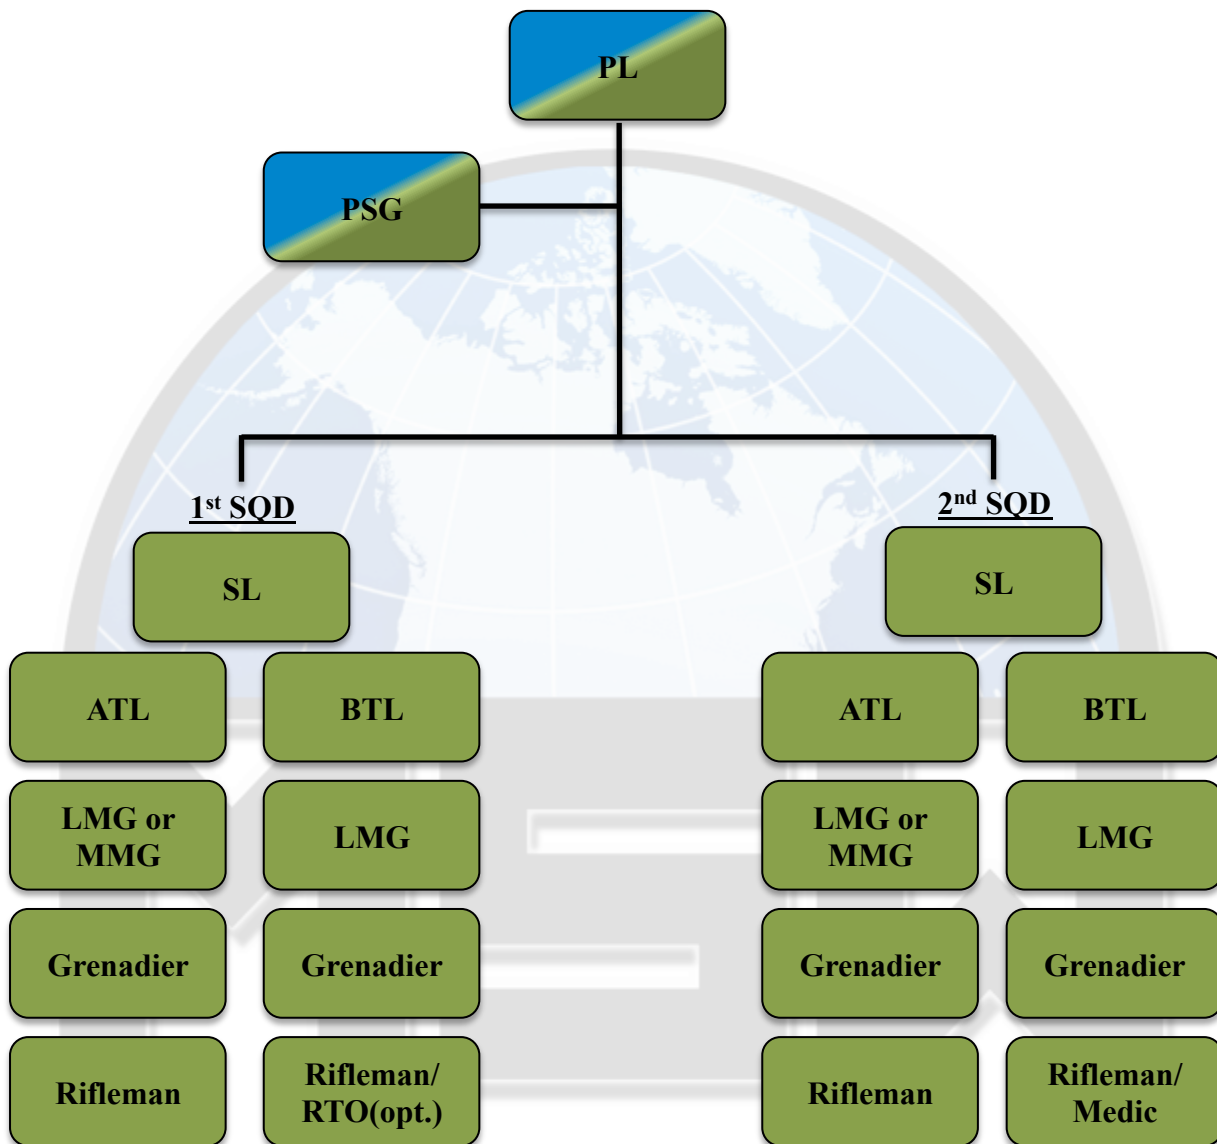 PL
PSG
1st SQD
2nd SQD
SL
SL
ATL
BTL
ATL
BTL
LMG or
MMG
LMG
LMG or
MMG
LMG
Grenadier
Grenadier
Grenadier
Grenadier
Rifleman
Rifleman/
RTO(opt.)
Rifleman
Rifleman/
Medic